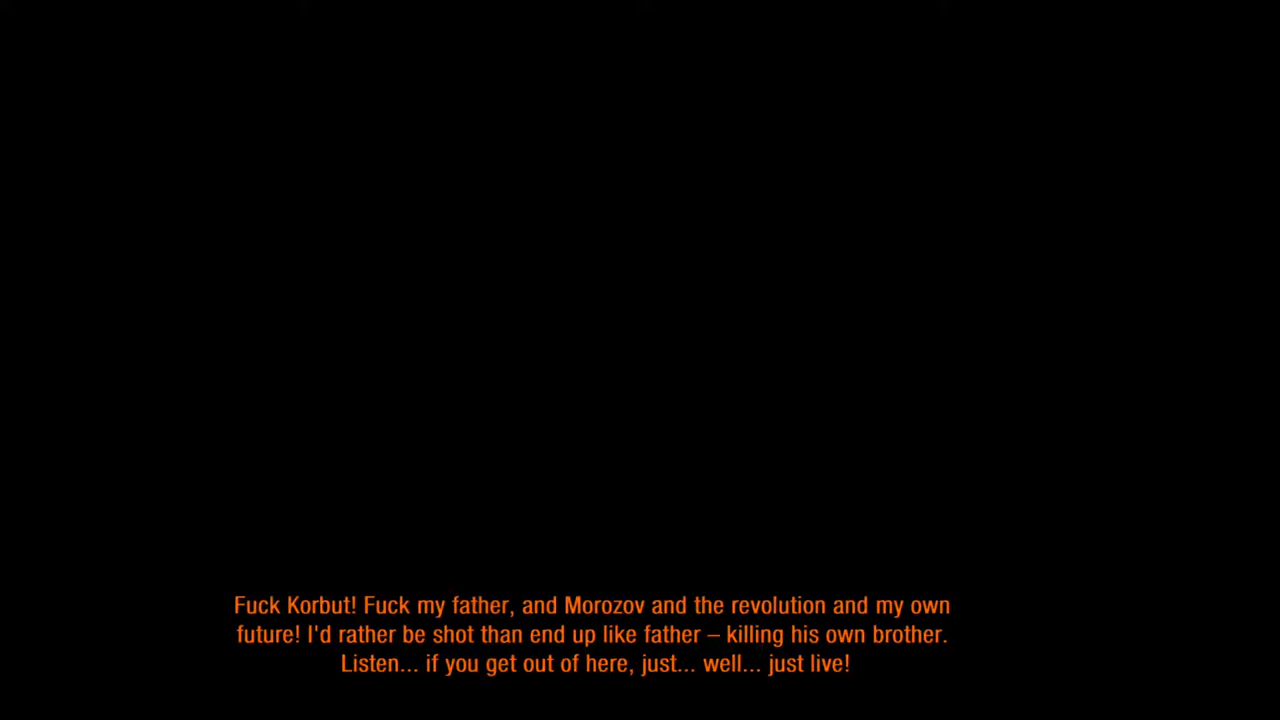 Fuck Korbut! Fuck my father, and Morozov and the revolution and my own
future! I'd rather be shot than end up like father – killing his own brother.
Listen... if you get out of here, just... well... just live!